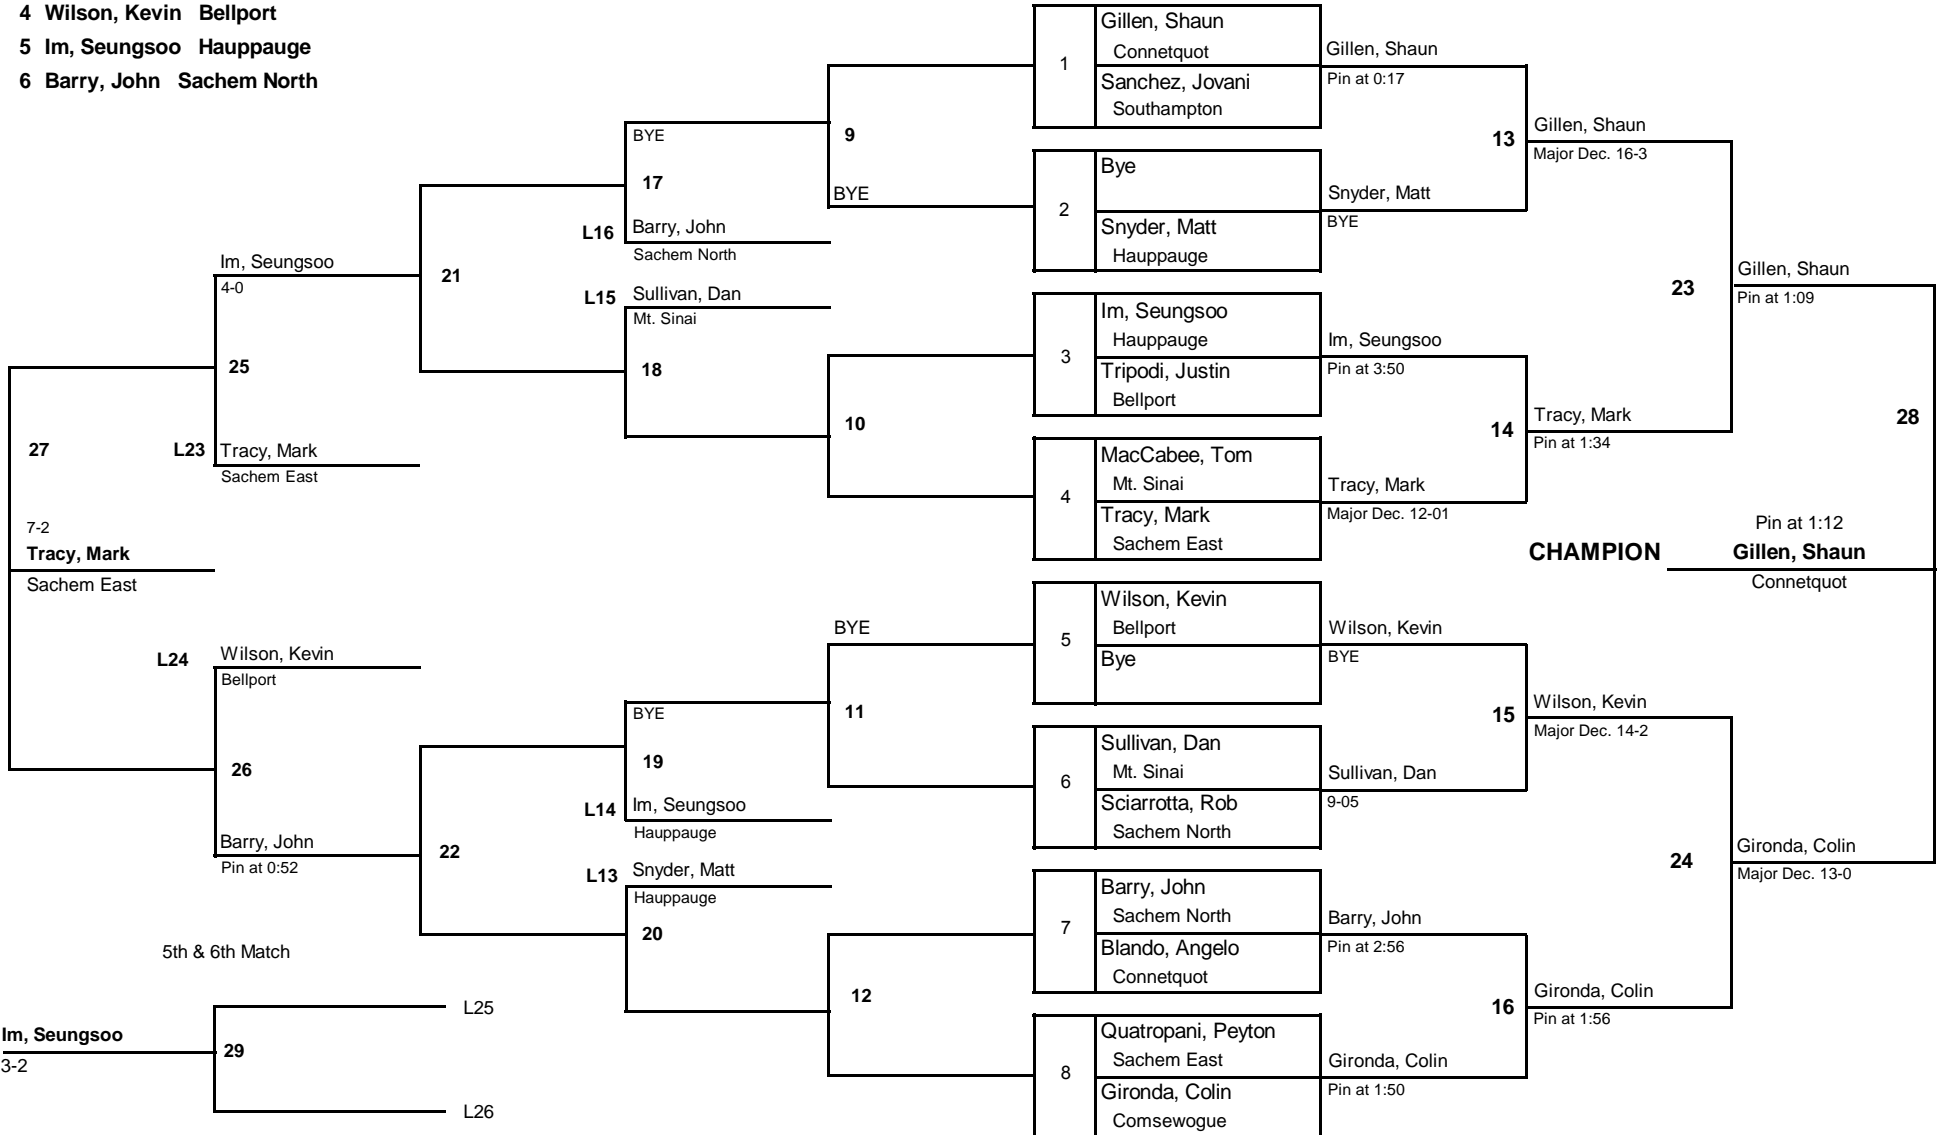 4 Wilson, Kevin Bellport
5 Im, Seungsoo Hauppauge
6 Barry, John Sachem North
Gillen, Shaun
Connetquot
1
Sanchez, Jovani
Southampton
Gillen, Shaun
Pin at 0:17
Bye
2
Snyder, Matt
Hauppauge
Snyder, Matt
BYE
13
Gillen, Shaun
Major Dec. 16-3
Im, Seungsoo
Hauppauge
3
Tripodi, Justin
Bellport
Im, Seungsoo
Pin at 3:50
MacCabee, Tom
Mt. Sinai
4
Tracy, Mark
Sachem East
Tracy, Mark
Major Dec. 12-01
14
Tracy, Mark
Pin at 1:34
23
Gillen, Shaun
Pin at 1:09
28
Pin at 1:12
CHAMPION Gillen, Shaun
Connetquot
Wilson, Kevin
Bellport
5
Bye
Wilson, Kevin
BYE
Sullivan, Dan
Mt. Sinai
6
Sciarrotta, Rob
Sachem North
Sullivan, Dan
9-05
15
Wilson, Kevin
Major Dec. 14-2
Barry, John
Sachem North
7
Blando, Angelo
Connetquot
Barry, John
Pin at 2:56
Quatropani, Peyton
Sachem East
8
Gironda, Colin
Comsewogue
Gironda, Colin
Pin at 1:50
16
Gironda, Colin
Pin at 1:56
24
Gironda, Colin
Major Dec. 13-0
9
BYE
BYE
17
L16 Barry, John
Sachem North
L15 Sullivan, Dan
Mt. Sinai
18
10
21
Im, Seungsoo
4-0
25
L23 Tracy, Mark
Sachem East
27
7-2
Tracy, Mark
Sachem East
L24 Wilson, Kevin
Bellport
26
Barry, John
Pin at 0:52
22
BYE
11
BYE
19
L14 Im, Seungsoo
Hauppauge
L13 Snyder, Matt
Hauppauge
20
12
5th & 6th Match
L25
Im, Seungsoo
29
3-2
L26